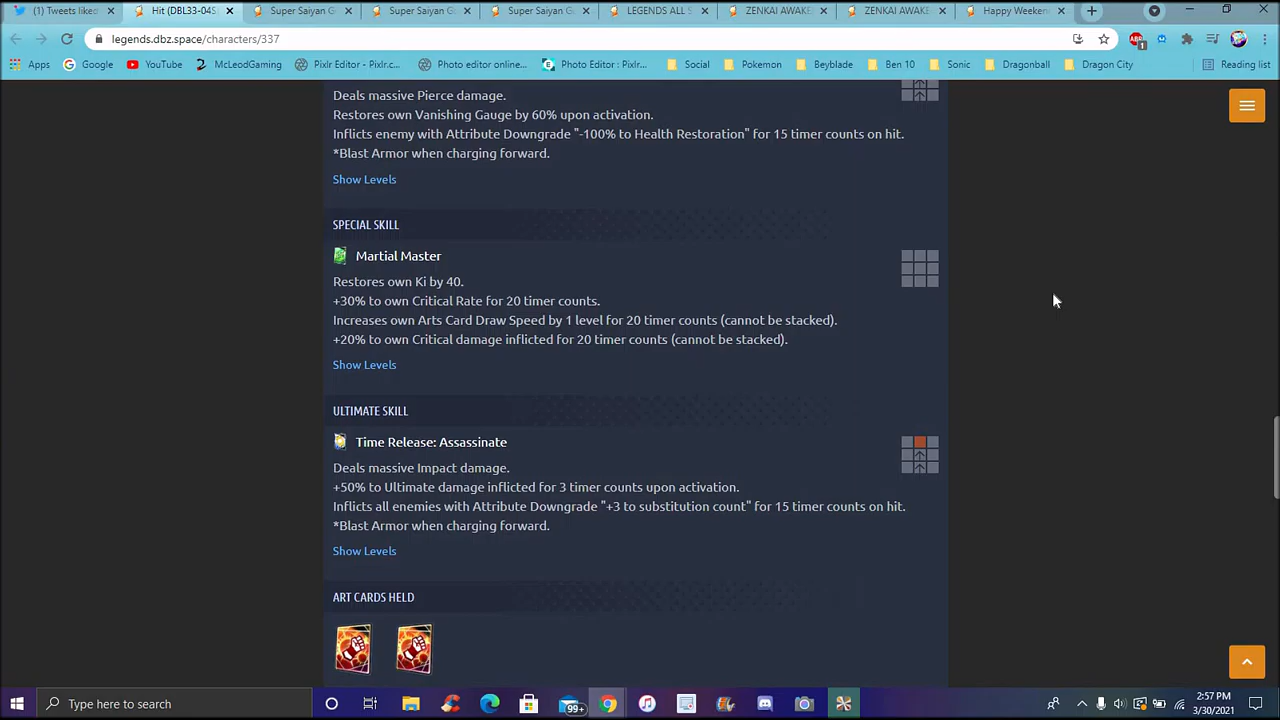 (1) Tweets liked
Hit (DBL33-04S
Super Saiyan G
Super Saiyan G
Super Saiyan G
LEGENDS ALL S
ZENKAI AWAKE
ZENKAI AWAKE
Happy Weeken
legends.dbz.space/characters/337
Apps
Google
YouTube
McLeodGaming
Pixlr Editor - Pixlr.c...
Photo editor online...
Photo Editor : Pixlr...
Social
Pokemon
Beyblade
Ben 10
Sonic
Dragonball
Dragon City
Reading list
Deals massive Pierce damage.
Restores own Vanishing Gauge by 60% upon activation.
Inflicts enemy with Attribute Downgrade "-100% to Health Restoration" for 15 timer counts on hit.
*Blast Armor when charging forward.
Show Levels
SPECIAL SKILL
Martial Master
Restores own Ki by 40.
+30% to own Critical Rate for 20 timer counts.
Increases own Arts Card Draw Speed by 1 level for 20 timer counts (cannot be stacked).
+20% to own Critical damage inflicted for 20 timer counts (cannot be stacked).
Show Levels
ULTIMATE SKILL
Time Release: Assassinate
Deals massive Impact damage.
+50% to Ultimate damage inflicted for 3 timer counts upon activation.
Inflicts all enemies with Attribute Downgrade "+3 to substitution count" for 15 timer counts on hit.
*Blast Armor when charging forward.
Show Levels
ART CARDS HELD
Type here to search
99+
2:57 PM
3/30/2021